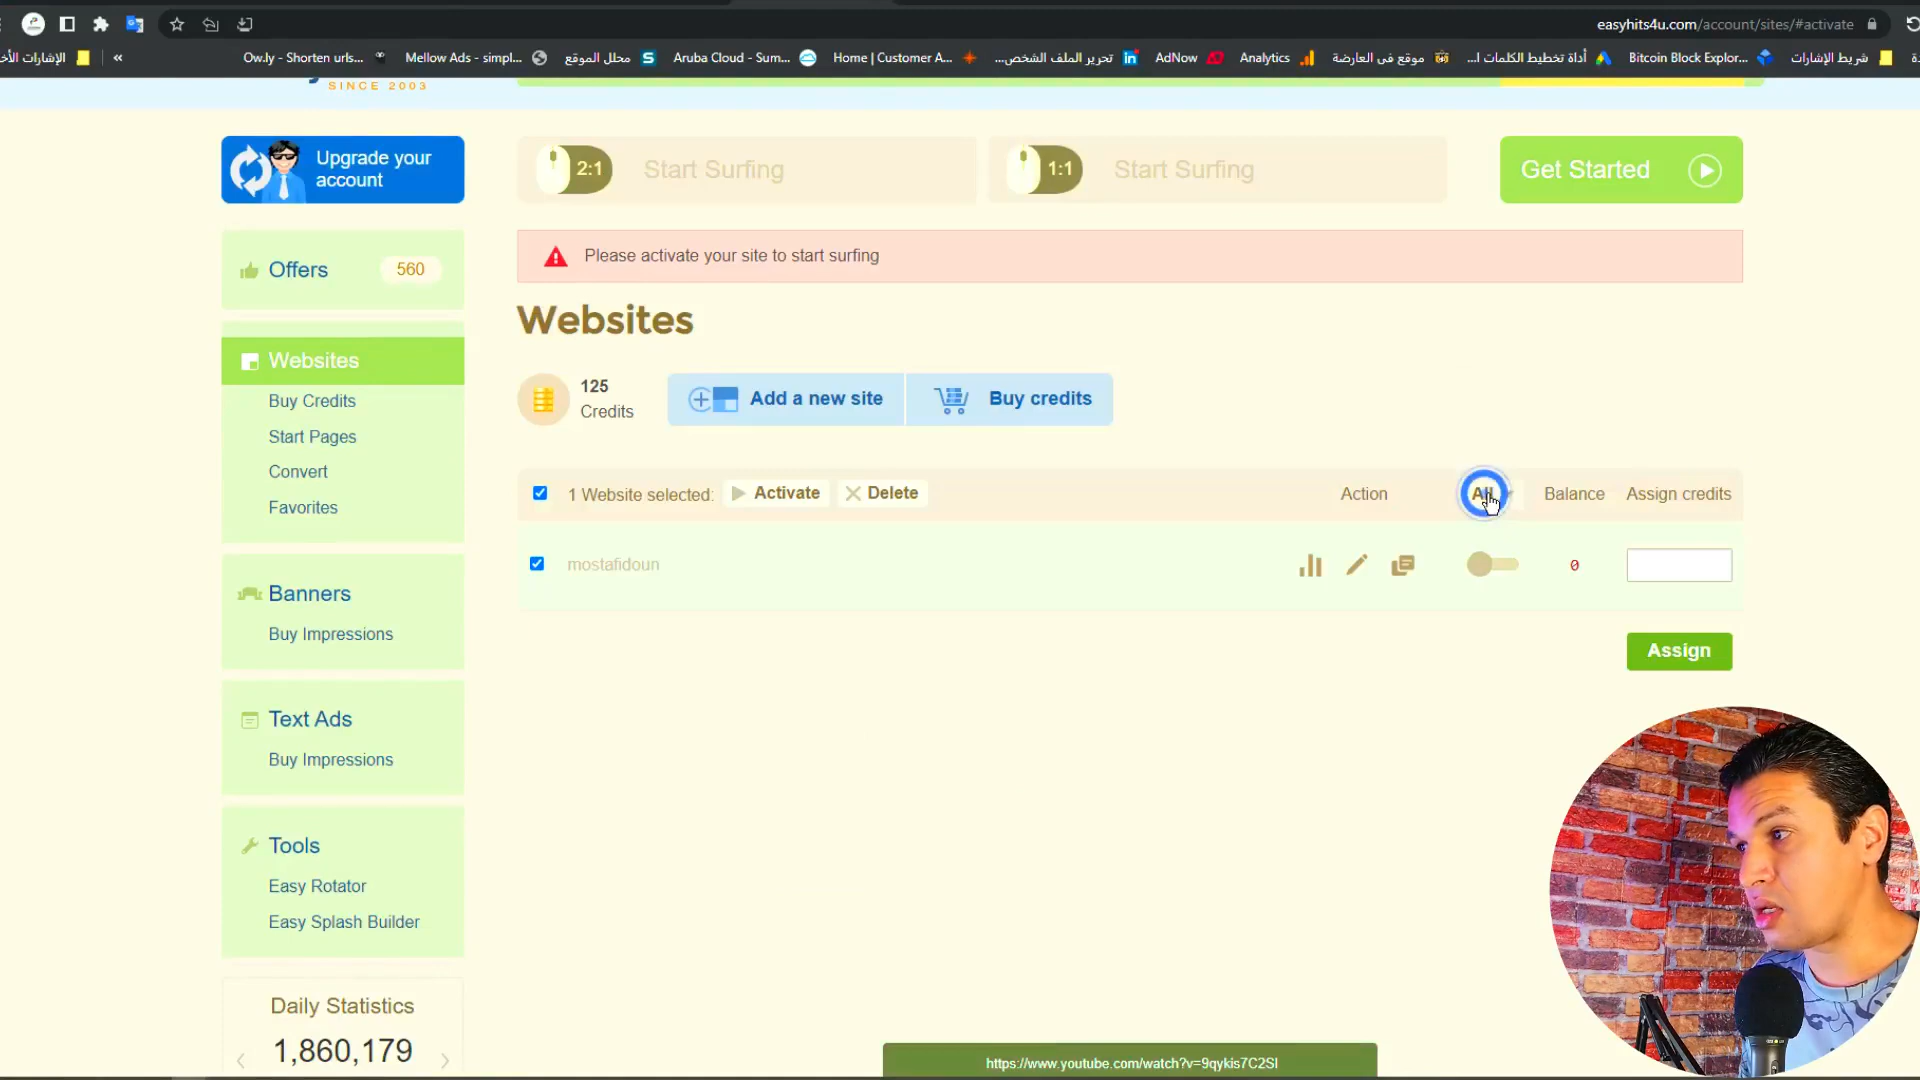 easyhits4u.com/account/sites/#activate
الإشارات الأخ
«
Ow.ly - Shorten urls...
Mellow Ads - simpl...
محلل الموقع
Aruba Cloud - Sum...
Home | Customer A...
تحرير الملف الشخص...
AdNow
Analytics
موقع في العارضة
أداة تخطيط الكلمات ا...
Bitcoin Block Explor...
شريط الإشارات
SINCE 2003
Upgrade your
account
2:1
Start Surfing
1:1
Start Surfing
Get Started
Please activate your site to start surfing
Offers
560
Websites
Buy Credits
Start Pages
Convert
Favorites
Banners
Buy Impressions
Text Ads
Buy Impressions
Tools
Easy Rotator
Easy Splash Builder
Daily Statistics
1,860,179
Websites
125
Credits
Add a new site
Buy credits
1 Website selected:
Activate
Delete
Action
All
Balance
Assign credits
mostafidoun
0
Assign
https://www.youtube.com/watch?v=9qykis7C2SI